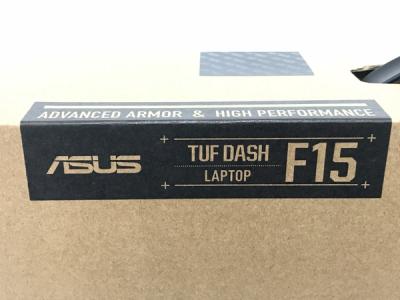 ADVANCED ARMOR & HIGH PERFORMANCE
ASUS
TUF DASH
LAPTOP
F15